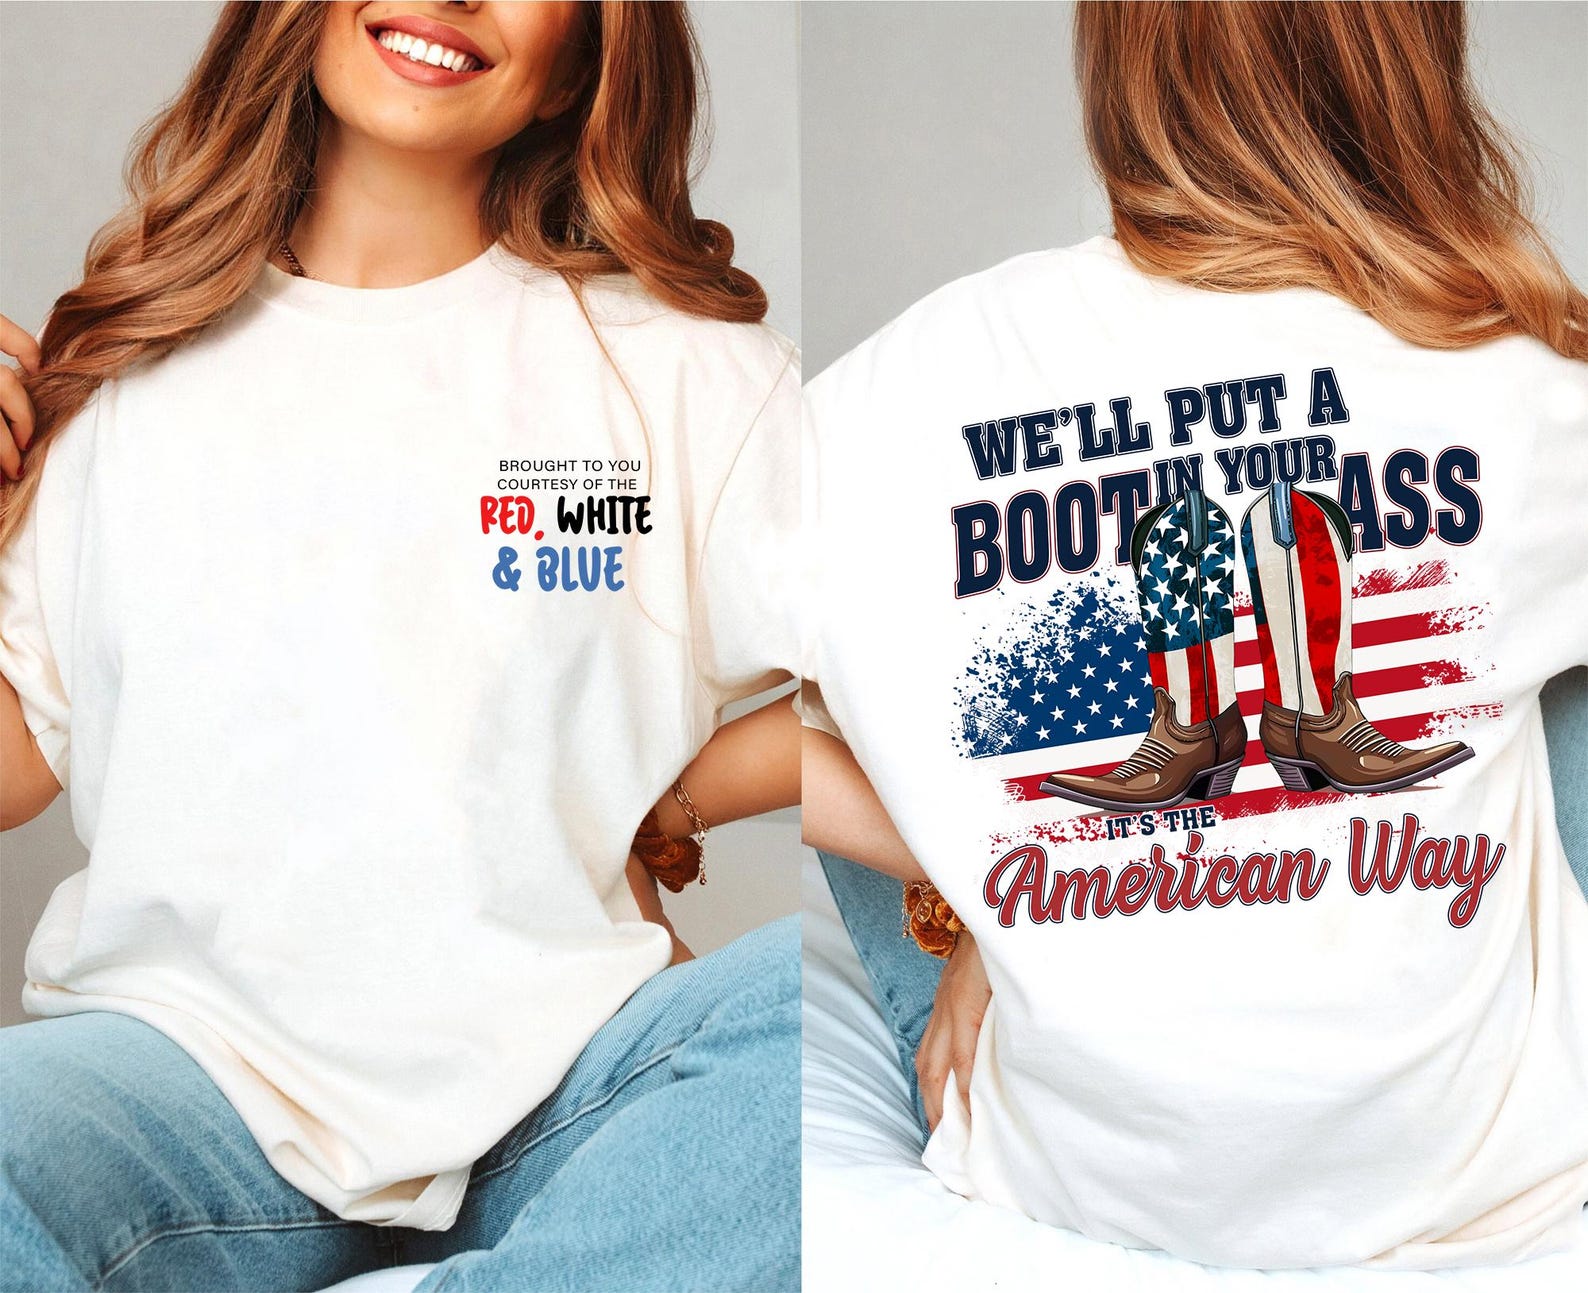 BROUGHT TO YOU
COURTESY OF THE
RED, WHITE
& BLUE
WE'LL PUT A
BOOT IN YOUR ASS
IT'S THE
American Way